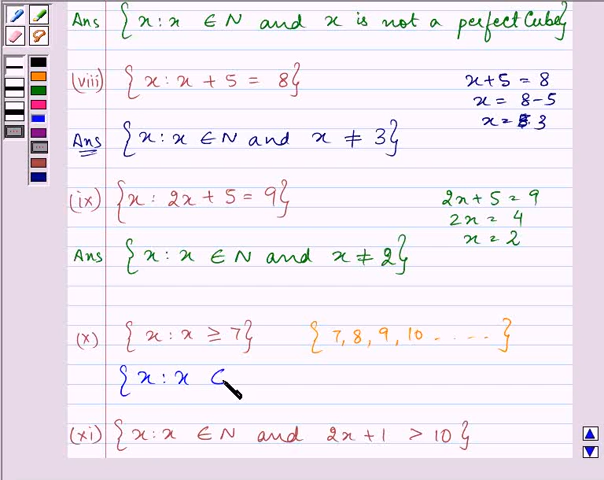 Ans {x : x ∈ N and x is not a perfect Cube}
(viii) {x : x + 5 = 8}
x + 5 = 8
x = 8 - 5
x = 3
Ans {x : x ∈ N and x ≠ 3}
(ix) {x : 2x + 5 = 9}
2x + 5 = 9
2x = 4
x = 2
Ans {x : x ∈ N and x ≠ 2}
(x) {x : x ≥ 7} {7, 8, 9, 10 ......}
{x : x
(xi) {x : x ∈ N and 2x + 1 > 10}